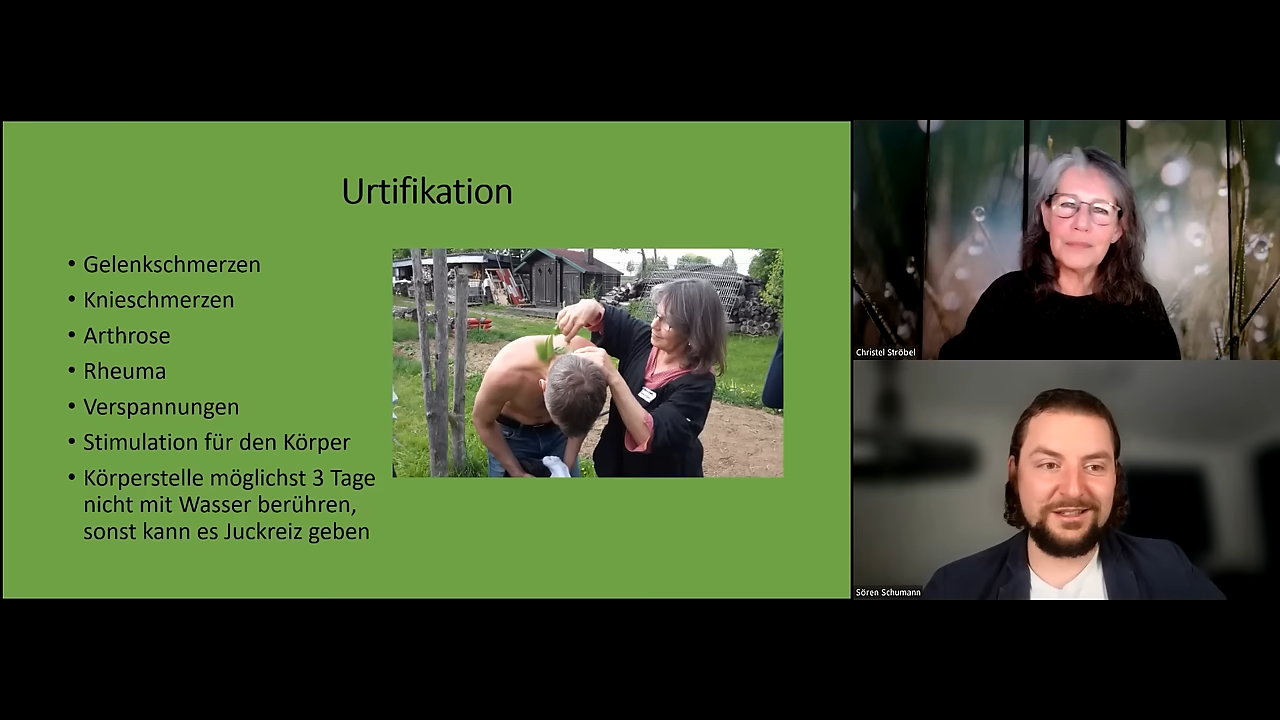 Urtifikation
• Gelenkschmerzen
• Knieschmerzen
• Arthrose
• Rheuma
• Verspannungen
• Stimulation für den Körper
• Körperstelle möglichst 3 Tage
nicht mit Wasser berühren,
sonst kann es Juckreiz geben
Christel Ströbel
Sören Schumann